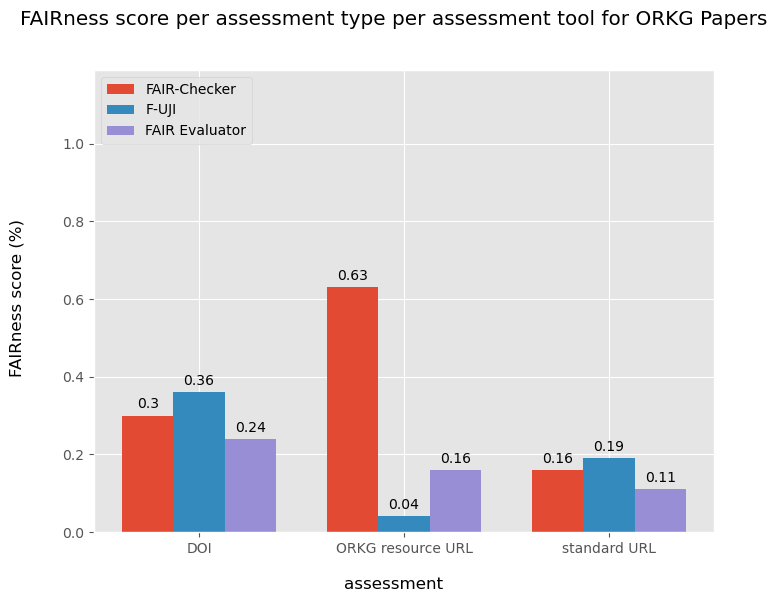 FAIRness score per assessment type per assessment tool for ORKG Papers
FAIR-Checker
F-UJI
FAIR Evaluator
FAIRness score (%)
1.0
0.8
0.6
0.4
0.2
0.0
0.3
0.36
0.24
0.63
0.04
0.16
0.16
0.19
0.11
DOI
ORKG resource URL
standard URL
assessment